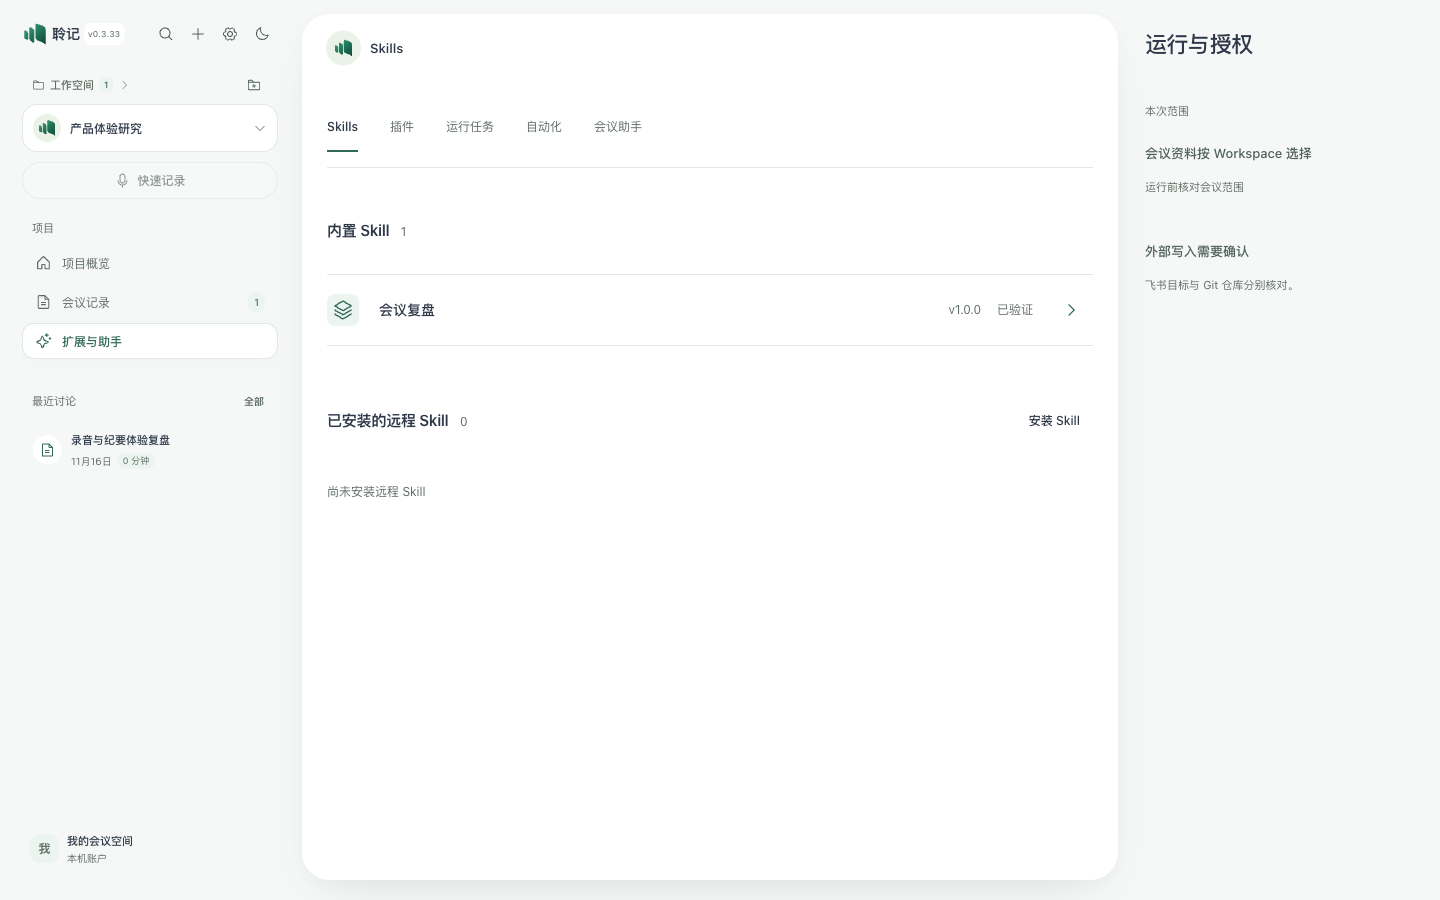 聆记 v0.3.33
工作空间 1
产品体验研究
快速记录
项目
项目概览
会议记录 1
扩展与助手
最近讨论 全部
录音与纪要体验复盘
11月16日 0 分钟
我 我的会议空间
本机账户
Skills
Skills 插件 运行任务 自动化 会议助手
内置 Skill 1
会议复盘 v1.0.0 已验证
已安装的远程 Skill 0 安装 Skill
尚未安装远程 Skill
运行与授权
本次范围
会议资料按 Workspace 选择
运行前核对会议范围
外部写入需要确认
飞书目标与 Git 仓库分别核对。